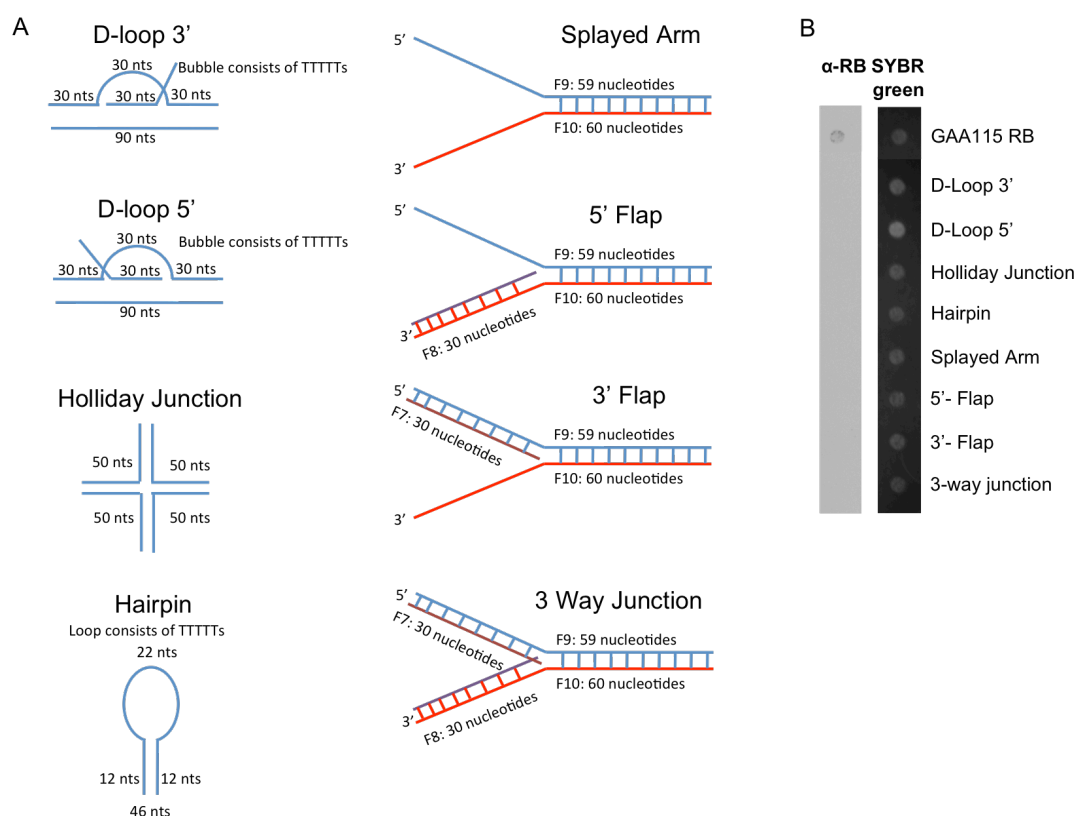 A
D-loop 3’
30 nts
Bubble consists of TTTTTs
30 nts
30 nts
30 nts
90 nts
D-loop 5’
30 nts
Bubble consists of TTTTTs
30 nts
30 nts
30 nts
90 nts
Holliday Junction
50 nts
50 nts
50 nts
50 nts
Hairpin
Loop consists of TTTTTs
22 nts
12 nts
12 nts
46 nts
Splayed Arm
5’
F9: 59 nucleotides
F10: 60 nucleotides
3’
5’ Flap
5’
F9: 59 nucleotides
F10: 60 nucleotides
3’
F8: 30 nucleotides
3’ Flap
5’
F7: 30 nucleotides
F9: 59 nucleotides
F10: 60 nucleotides
3’
3 Way Junction
5’
F7: 30 nucleotides
F9: 59 nucleotides
F10: 60 nucleotides
3’
F8: 30 nucleotides
B
α-RB SYBR
green
GAA115 RB
D-Loop 3’
D-Loop 5’
Holliday Junction
Hairpin
Splayed Arm
5’- Flap
3’- Flap
3-way junction